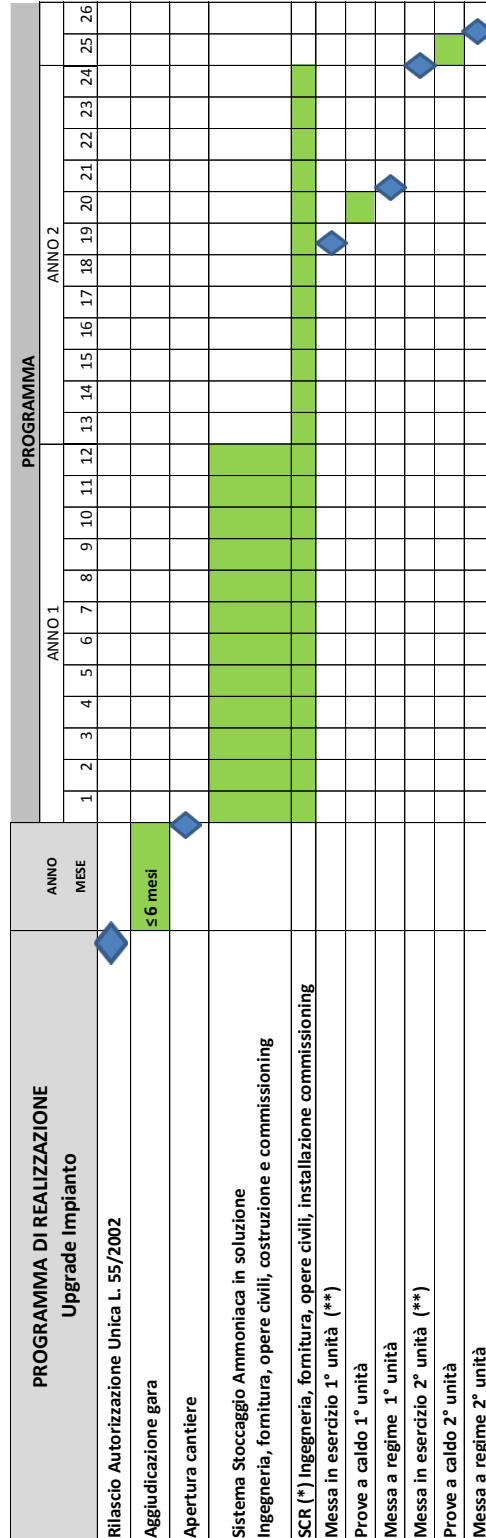 PROGRAMMA DI REALIZZAZIONE
Upgrade Impianto
PROGRAMMA
ANNO
ANNO 1
ANNO 2
MESE
1 2 3 4 5 6 7 8 9 10 11 12 13 14 15 16 17 18 19 20 21 22 23 24 25 26
Rilascio Autorizzazione Unica L. 55/2002
Aggiudicazione gara
≤ 6 mesi
Apertura cantiere
Sistema Stoccaggio Ammoniaca in soluzione
Ingegneria, fornitura, opere civili, costruzione e commissioning
SCR (*) Ingegneria, fornitura, opere civili, installazione commissioning
Messa in esercizio 1° unità (**)
Prove a caldo 1° unità
Messa a regime 1° unità
Messa in esercizio 2° unità (**)
Prove a caldo 2° unità
Messa a regime 2° unità